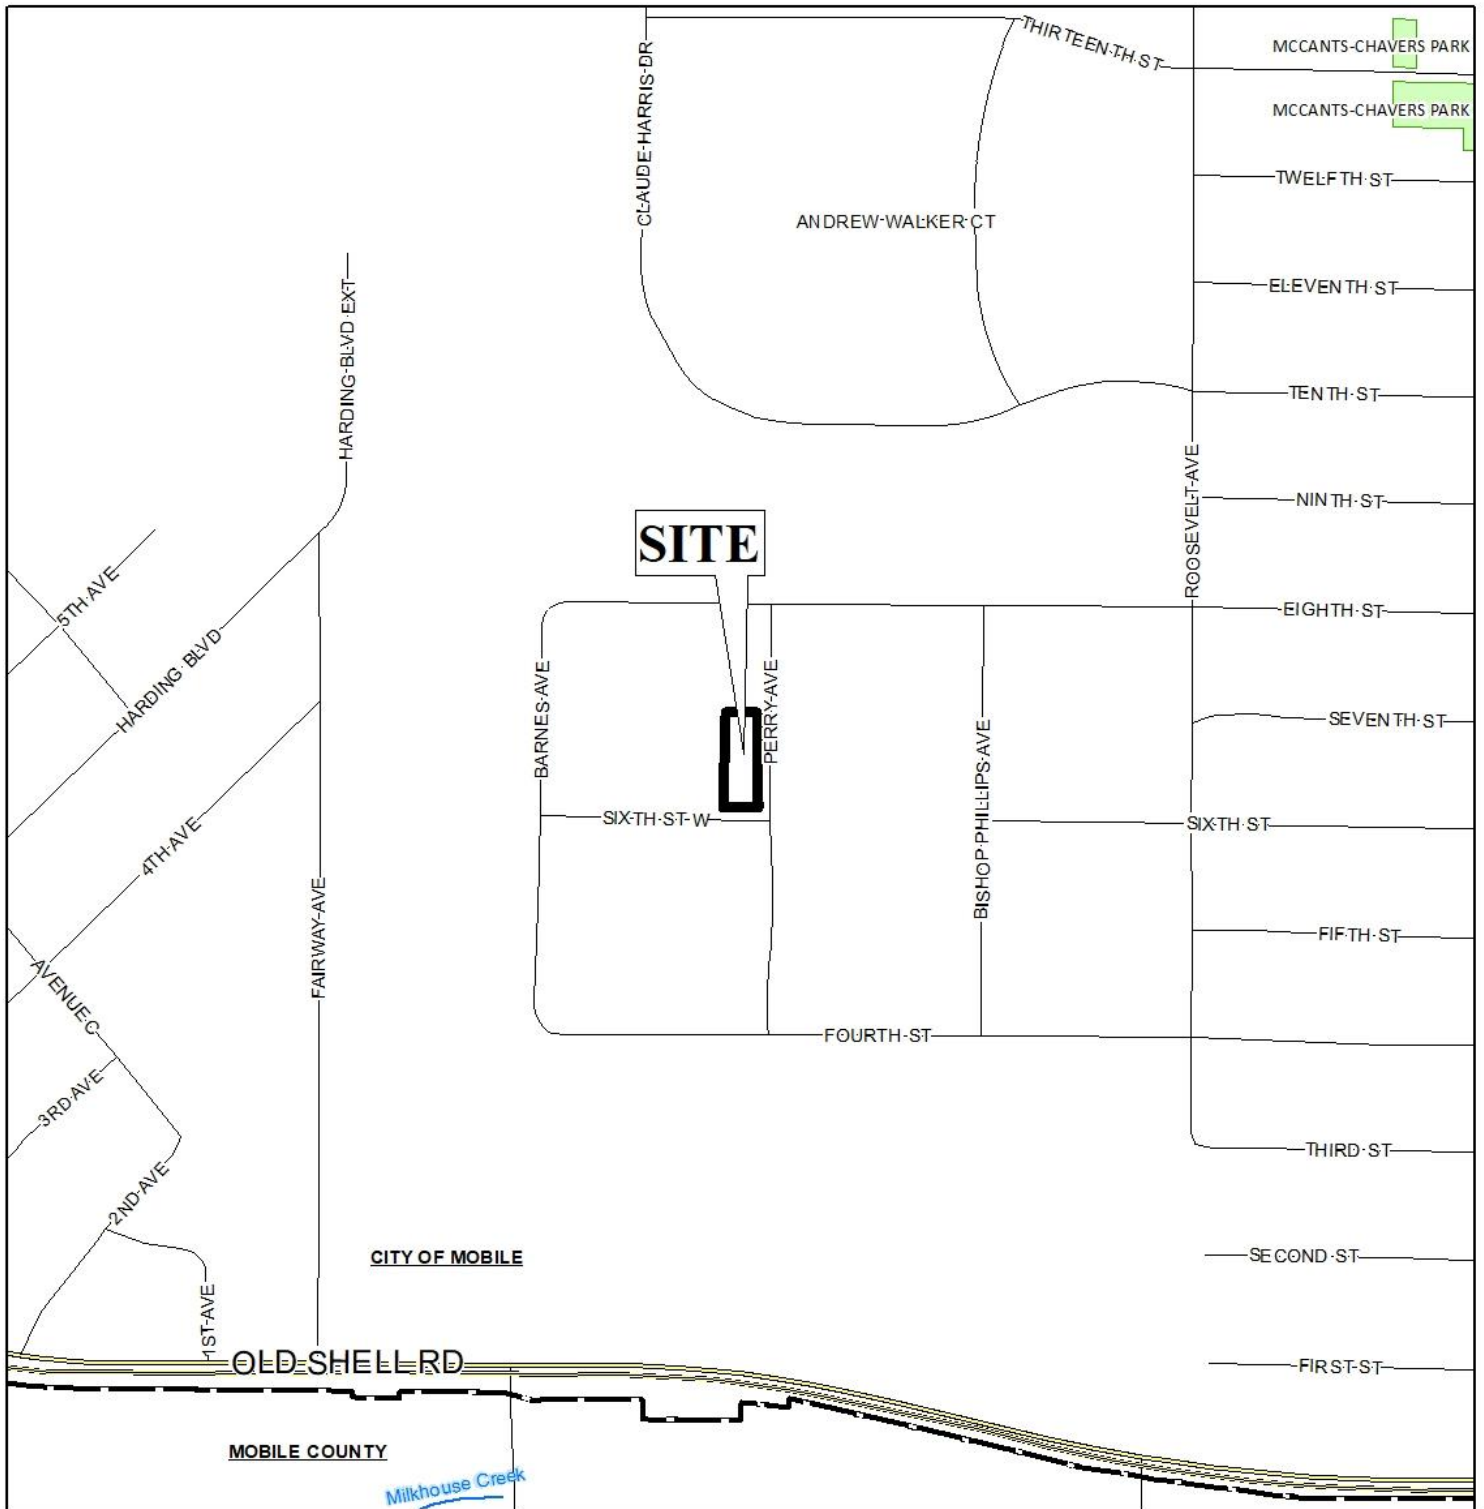 THIRTEENTH ST
MCCANTS-CHAVERS PARK
CLAUDE HARRIS DR
MCCANTS-CHAVERS PARK
TWELFTH ST
ANDREW WALKER CT
ELEVENTH ST
HARDING BLVD EXT
TENTH ST
ROOSEVELT AVE
NINTH ST
SITE
5TH AVE
EIGHTH ST
HARDING BLVD
BARNES AVE
PERRY AVE
SEVENTH ST
BISHOP PHILLIPS AVE
SIXTH ST W
SIXTH ST
4TH AVE
FAIRWAY AVE
FIFTH ST
AVENUE C
FOURTH ST
3RD AVE
THIRD ST
2ND AVE
CITY OF MOBILE
SECOND ST
1ST AVE
OLD SHELL RD
FIRST ST
MOBILE COUNTY
Milkhouse Creek